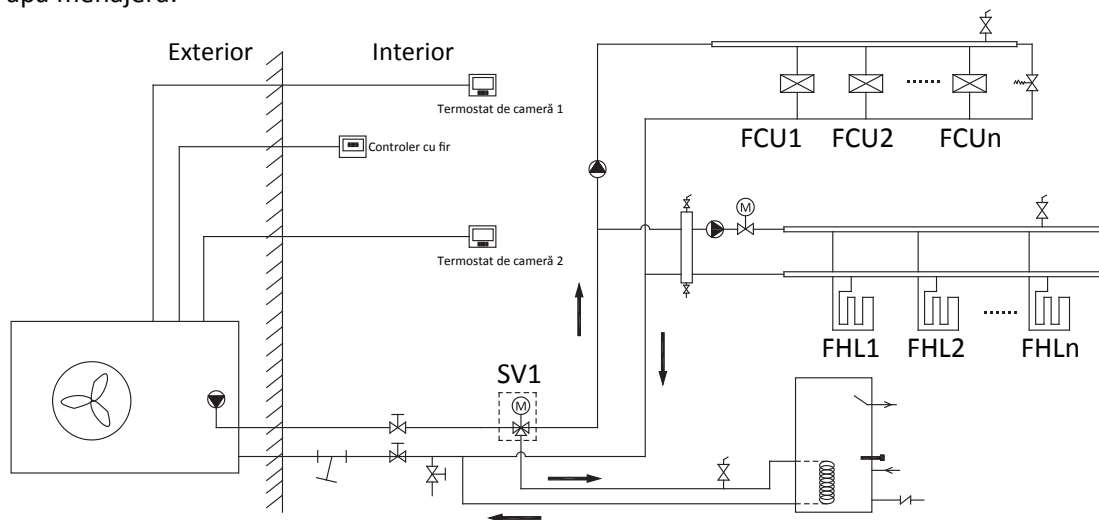 apa menajeră.
Exterior
Interior
Termostat de cameră 1
Controler cu fir
FCU1
FCU2
FCUn
M
Termostat de cameră 2
FHL1
FHL2
FHLn
SV1
M